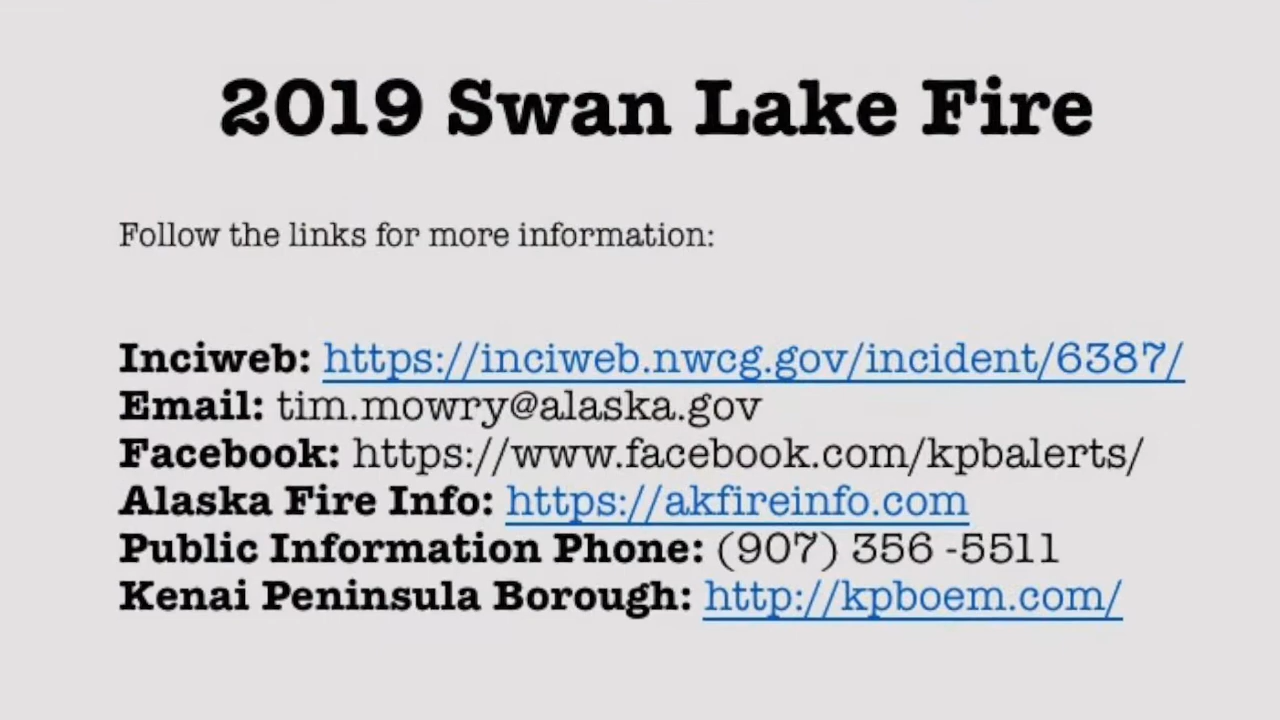 2019 Swan Lake Fire
Follow the links for more information:
Inciweb: https://inciweb.nwcg.gov/incident/6387/
Email: tim.mowry@alaska.gov
Facebook: https://www.facebook.com/kpbalerts/
Alaska Fire Info: https://akfireinfo.com
Public Information Phone: (907) 356 -5511
Kenai Peninsula Borough: http://kpboem.com/